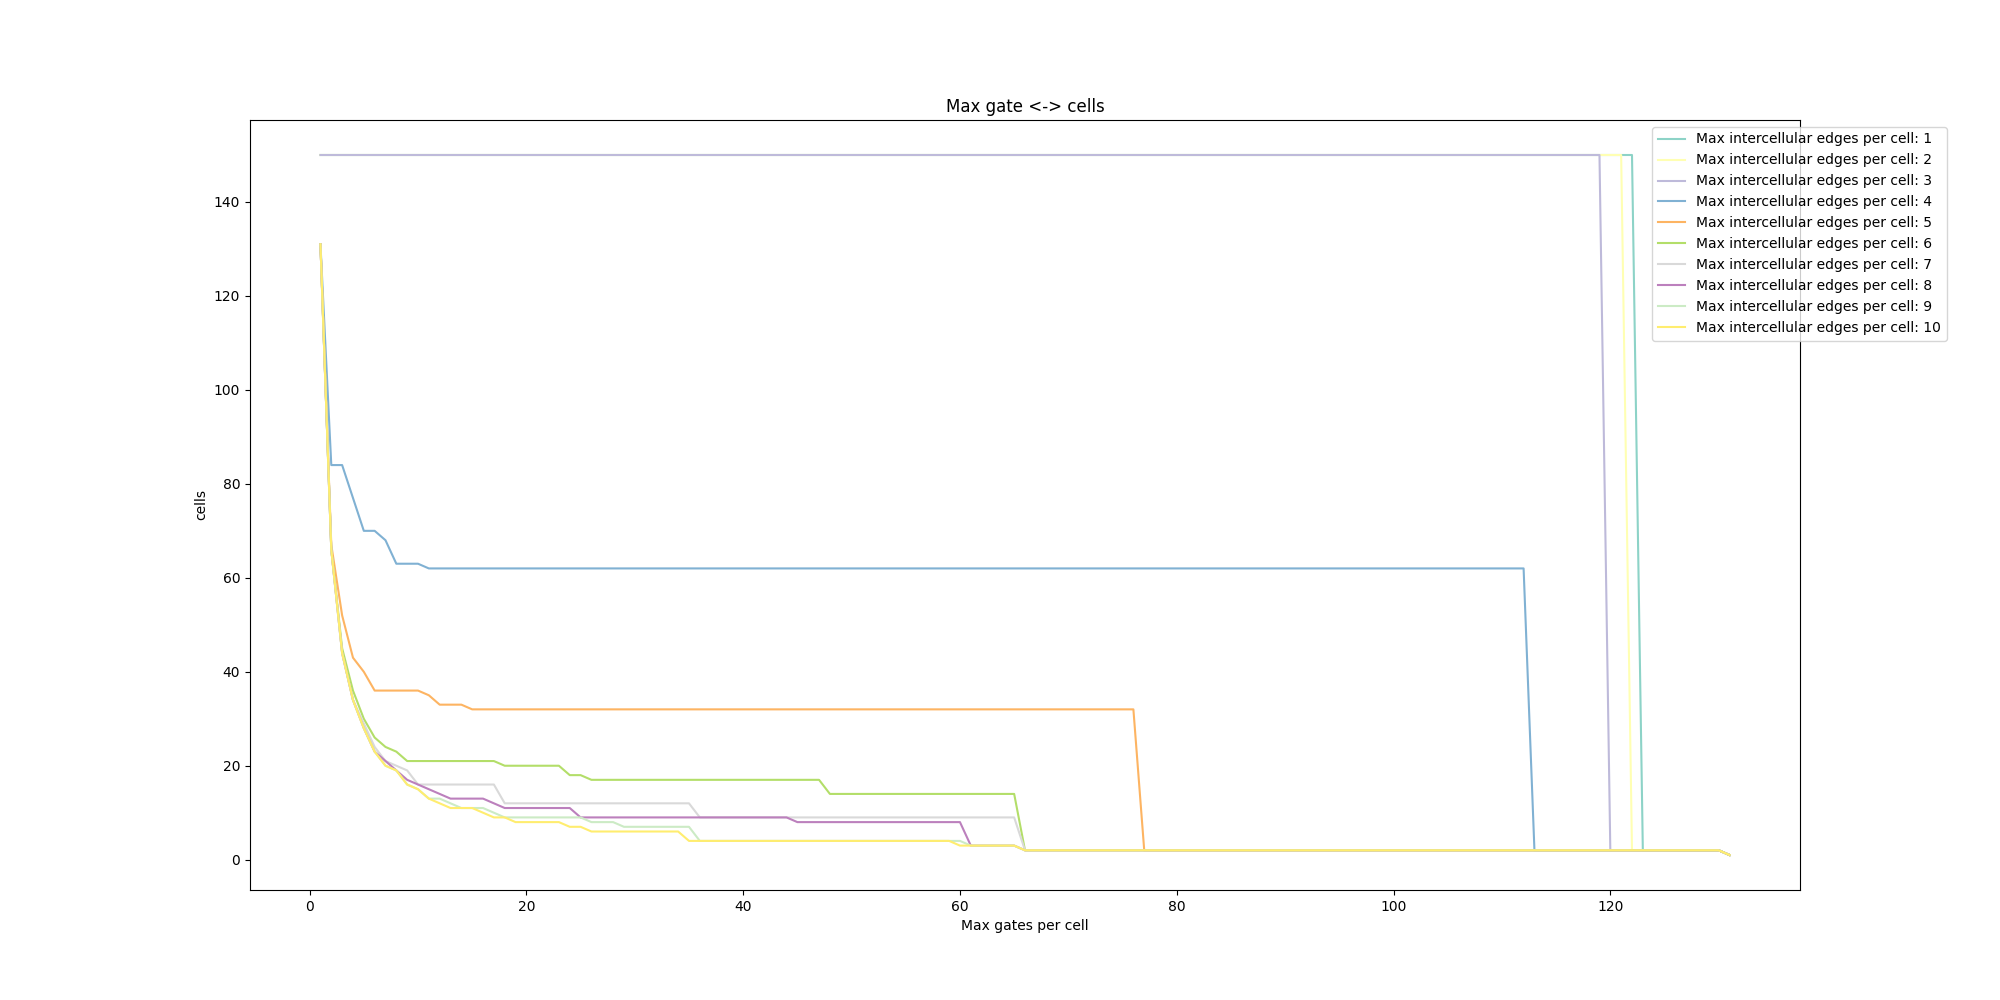 Max gate <-> cells
Max intercellular edges per cell: 1
Max intercellular edges per cell: 2
Max intercellular edges per cell: 3
Max intercellular edges per cell: 4
Max intercellular edges per cell: 5
Max intercellular edges per cell: 6
Max intercellular edges per cell: 7
Max intercellular edges per cell: 8
Max intercellular edges per cell: 9
Max intercellular edges per cell: 10
140
120
100
80
60
40
20
0
cells
0 20 40 60 80 100 120
Max gates per cell